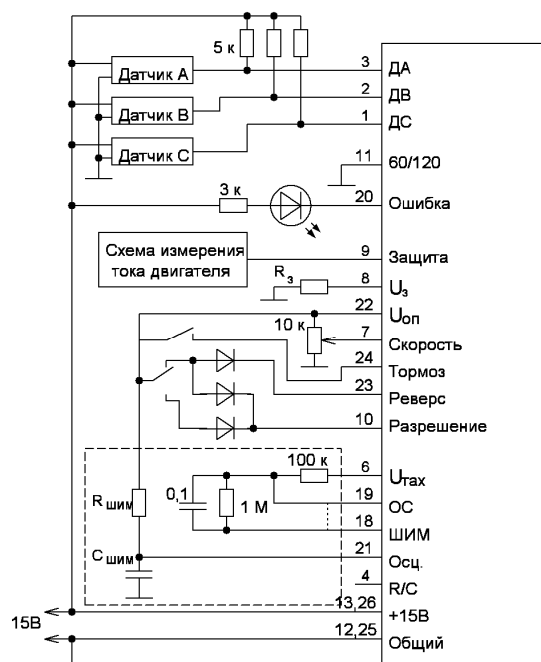 5 к
Датчик А
Датчик В
Датчик С
3 ДА
2 ДВ
1 ДС
11 60/120
3 к
20 Ошибка
Схема измерения
тока двигателя
9 Защита
Rз
8 Uз
22 Uоп
10 к
7 Скорость
24 Тормоз
23 Реверс
10 Разрешение
100 к
6 Uтах
0,1
1 М
19 ОС
Rшим
18 ШИМ
Cшим
21 Осц.
4 R/C
13,26 +15В
15В
12,25 Общий